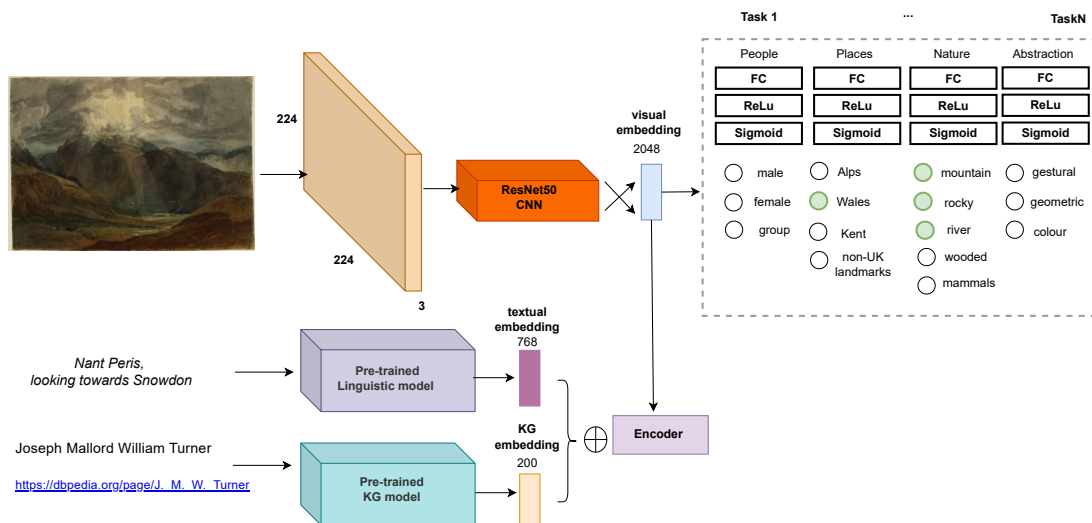 Task 1
...
TaskN
People
Places
Nature
Abstraction
FC
FC
FC
FC
ReLu
ReLu
ReLu
ReLu
Sigmoid
Sigmoid
Sigmoid
Sigmoid
male
female
group
Alps
Wales
Kent
non-UK
landmarks
mountain
rocky
river
wooded
mammals
gestural
geometric
colour
224
224
3
ResNet50
CNN
visual
embedding
2048
Nant Peris,
looking towards Snowdon
Pre-trained
Linguistic model
textual
embedding
768
Joseph Mallord William Turner
https://dbpedia.org/page/J._M._W._Turner
Pre-trained
KG model
KG
embedding
200
Encoder